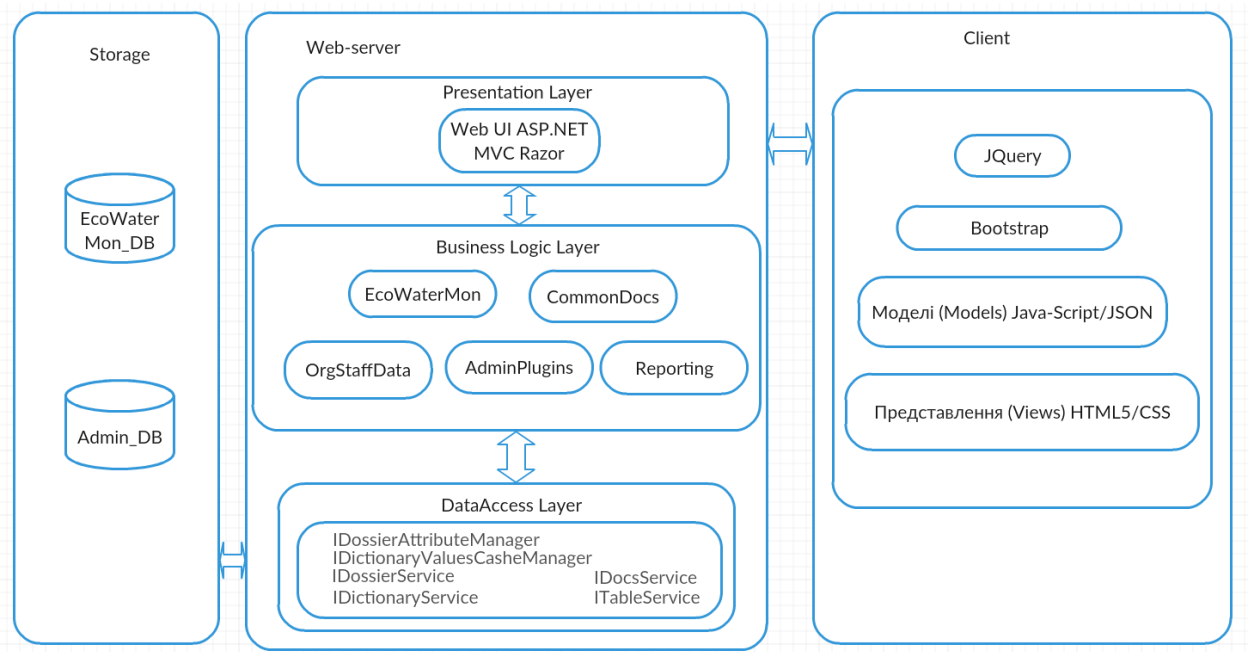 Storage
EcoWater
Mon_DB
Admin_DB
Web-server
Presentation Layer
Web UI ASP.NET
MVC Razor
Business Logic Layer
EcoWaterMon
CommonDocs
OrgStaffData
AdminPlugins
Reporting
DataAccess Layer
IDossierAttributeManager
IDictionaryValuesCasheManager
IDossierService
IDictionaryService
IDocsService
ITableService
Client
JQuery
Bootstrap
Моделі (Models) Java-Script/JSON
Представлення (Views) HTML5/CSS